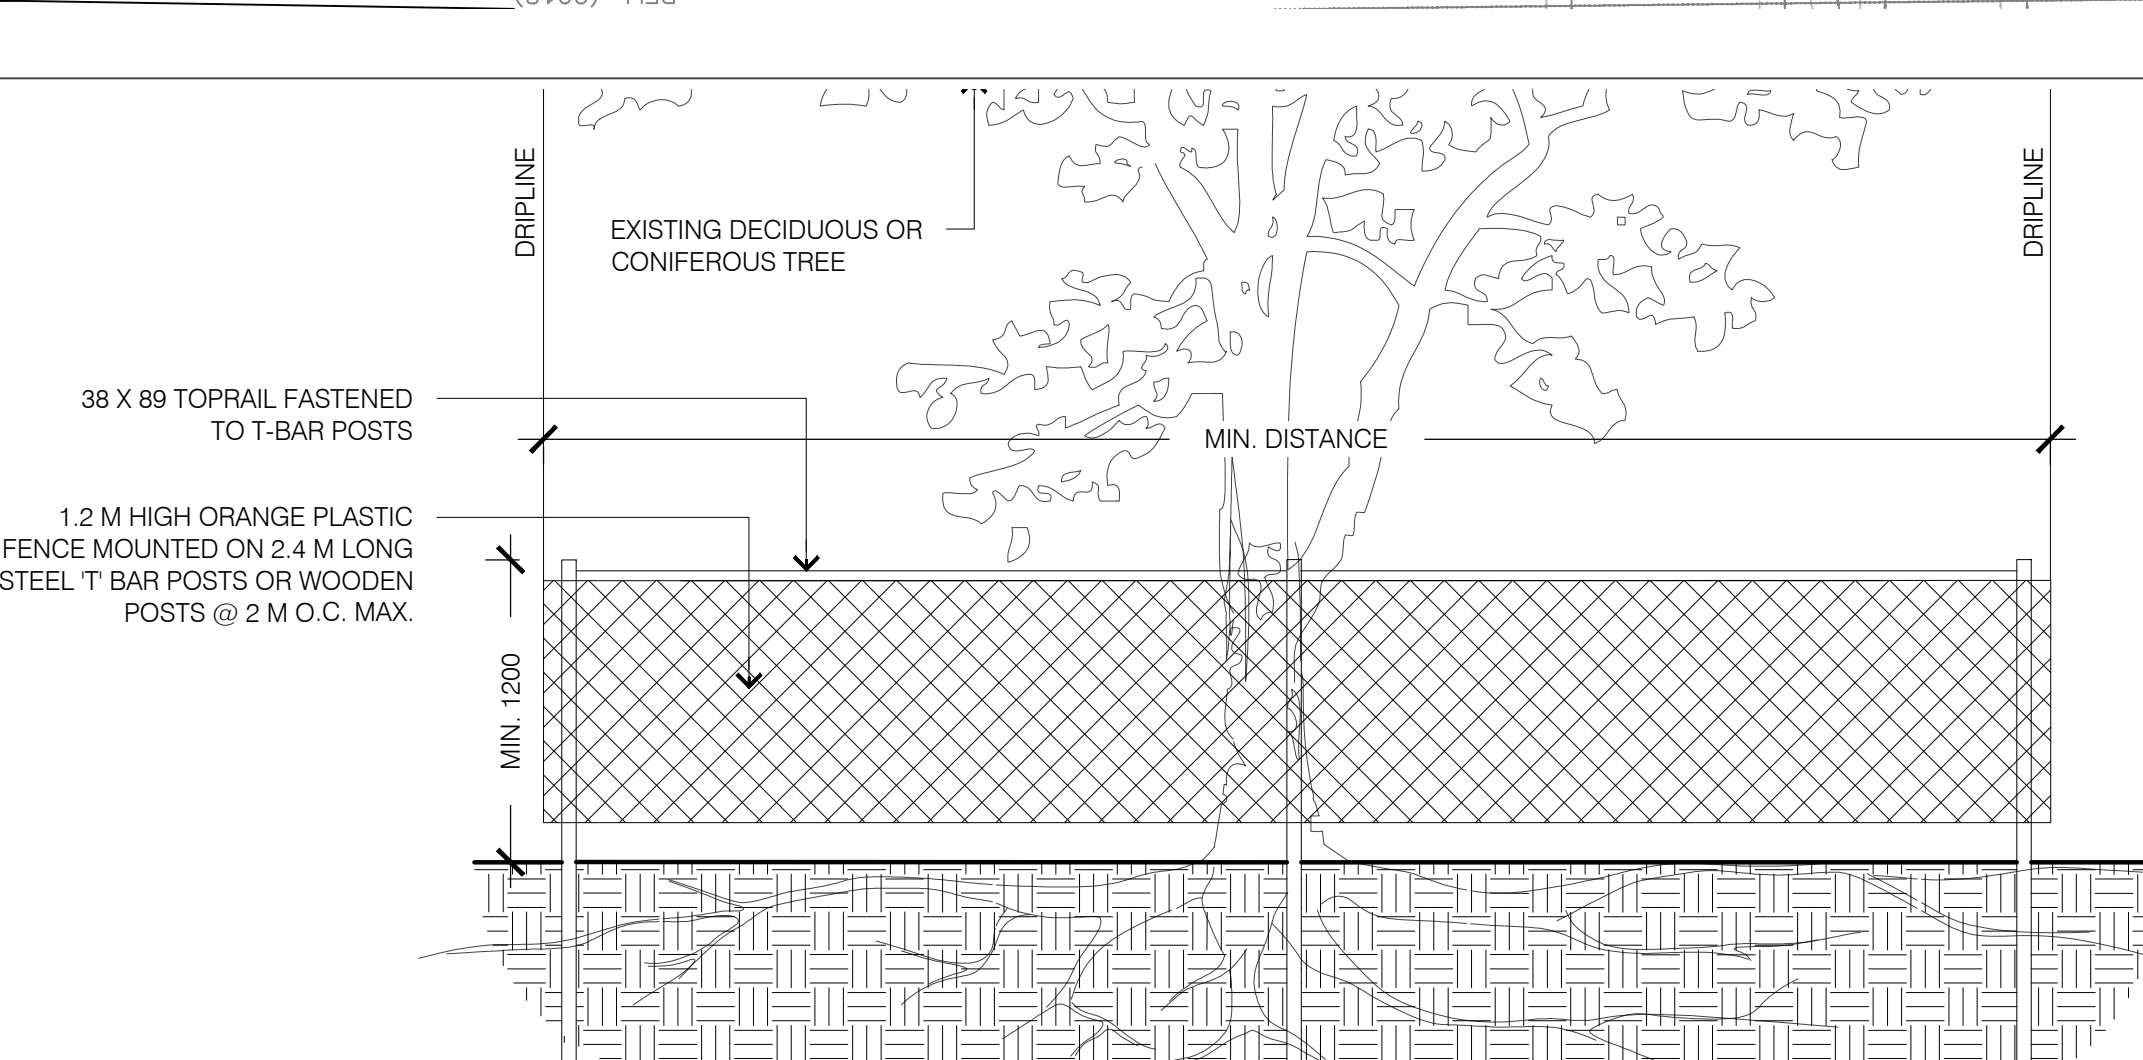 DRIPLINE
DRIPLINE
EXISTING DECIDUOUS OR
CONIFEROUS TREE
38 X 89 TOPRAIL FASTENED
TO T-BAR POSTS
MIN. DISTANCE
1.2 M HIGH ORANGE PLASTIC
FENCE MOUNTED ON 2.4 M LONG
STEEL 'T' BAR POSTS OR WOODEN
POSTS @ 2 M O.C. MAX.
MIN. 1200